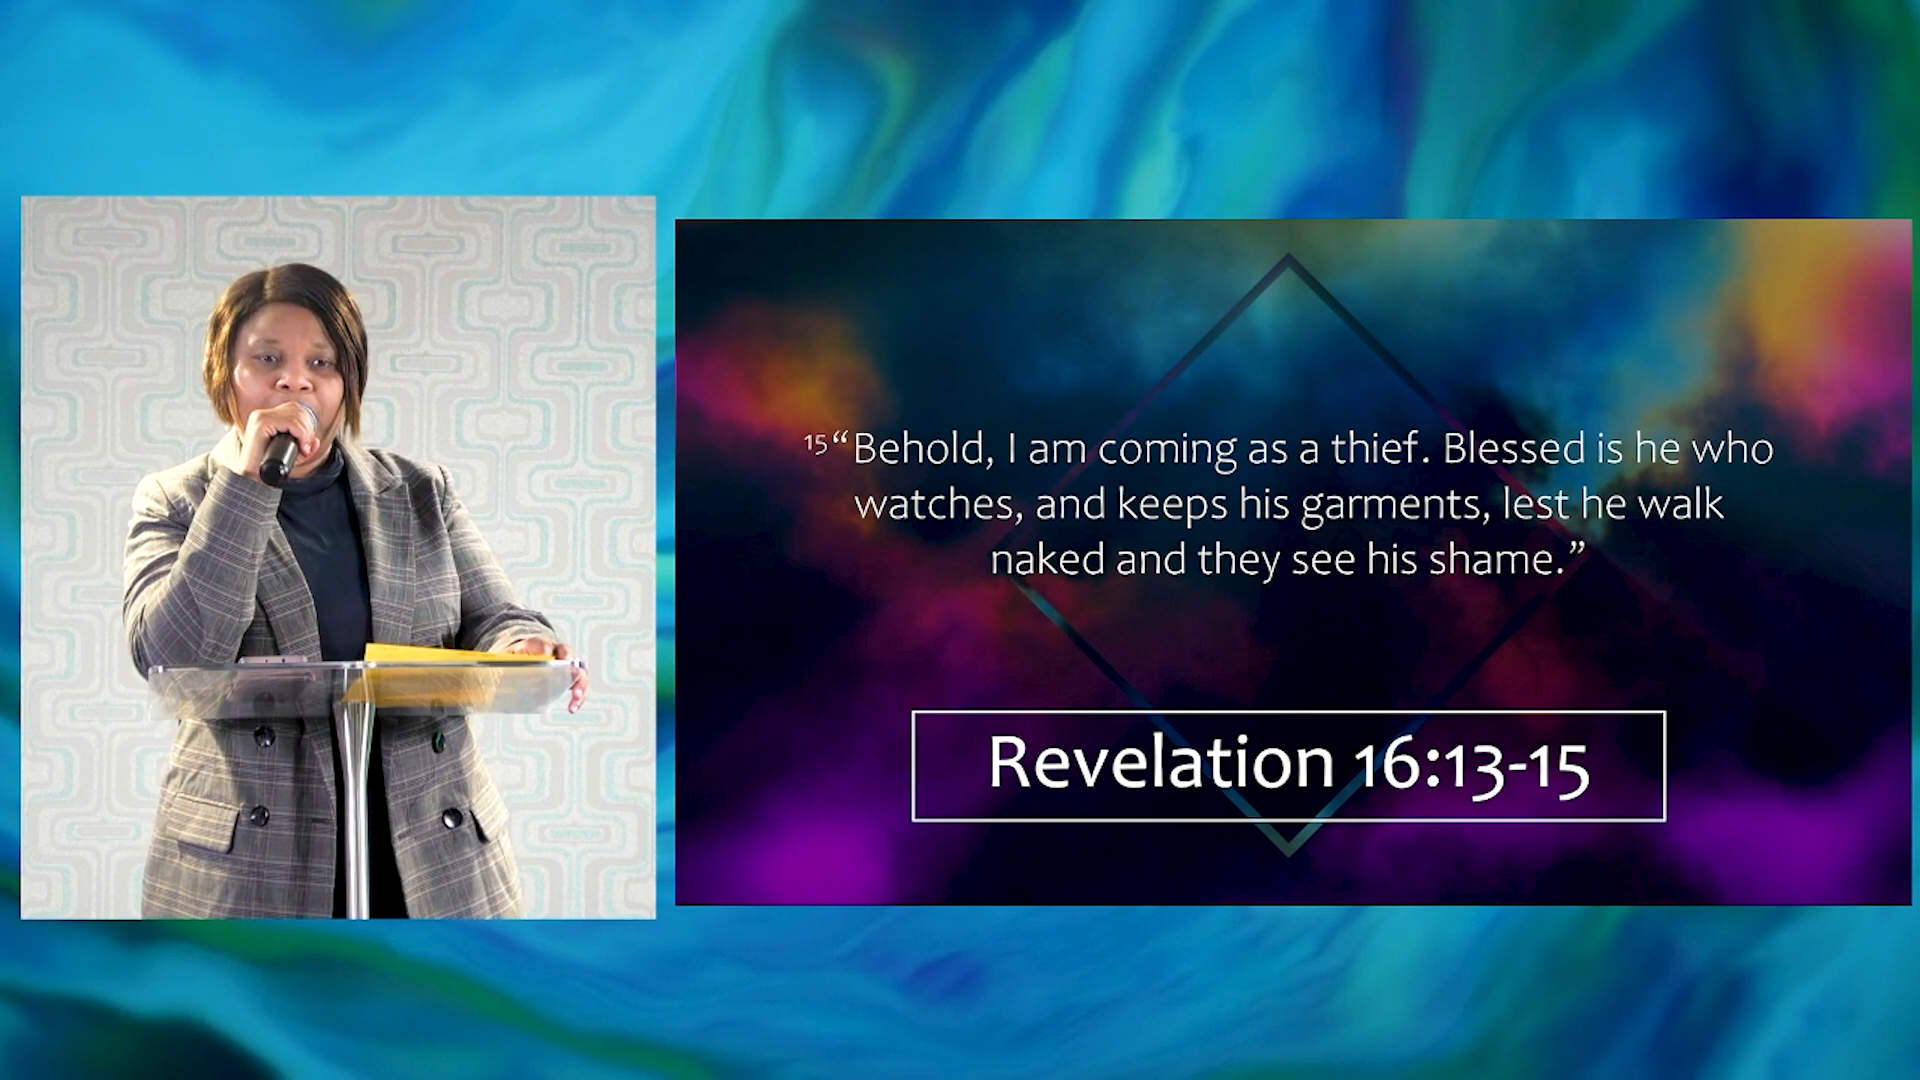 15 “Behold, I am coming as a thief. Blessed is he who
watches, and keeps his garments, lest he walk
naked and they see his shame.”
Revelation 16:13-15